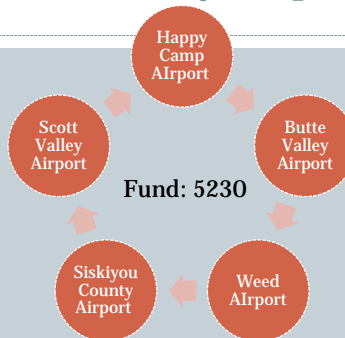 Happy
Camp
AIrport
Butte
Valley
Airport
Weed
AIrport
Siskiyou
County
Airport
Scott
Valley
Airport
Fund: 5230